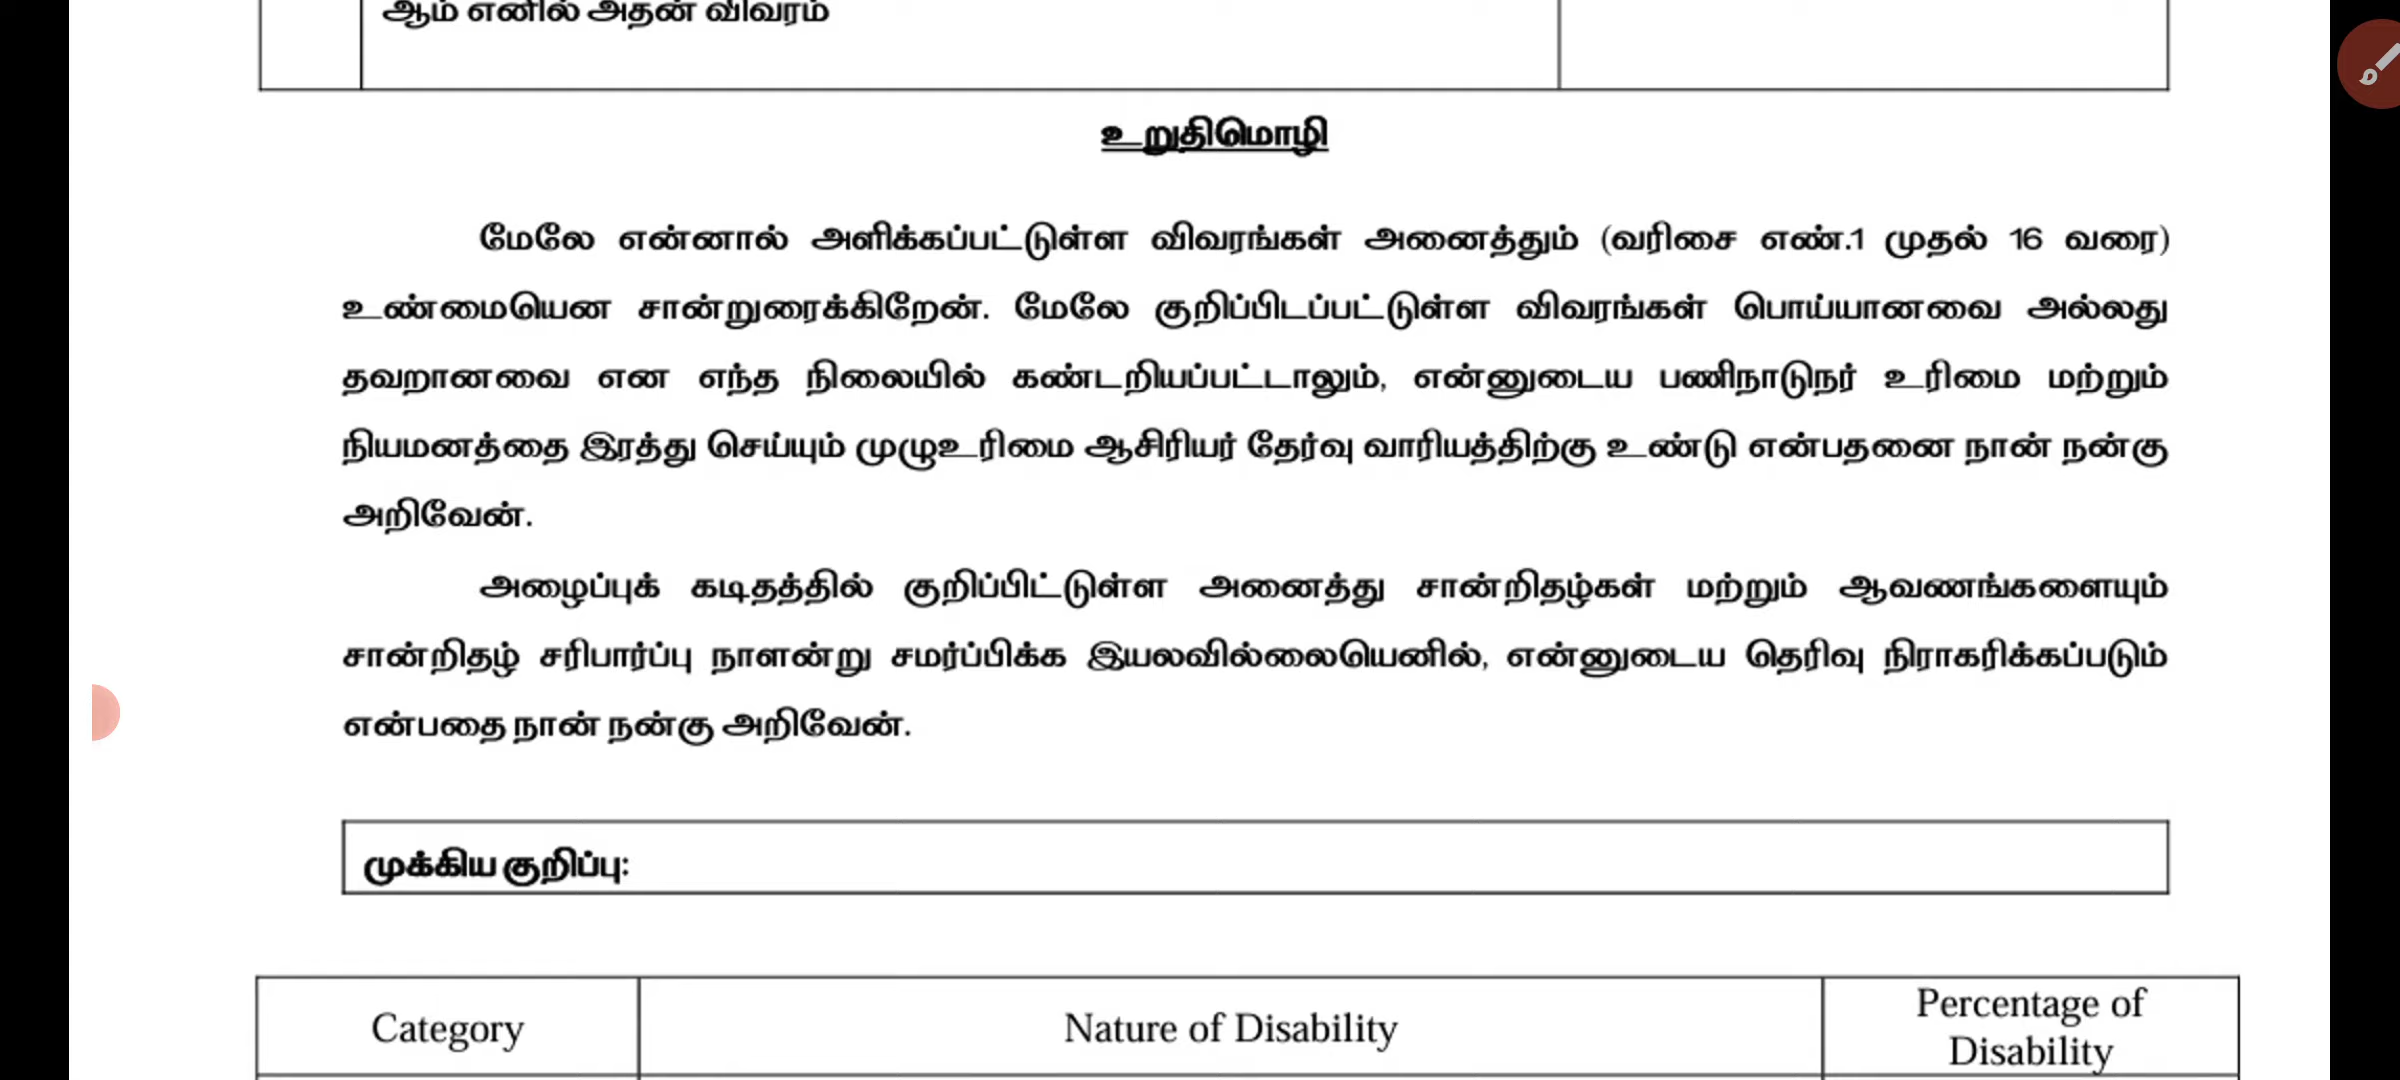 ஆம் எனில் அதன் விவரம்
உறுதிமொழி
மேலே என்னால் அளிக்கப்பட்டுள்ள விவரங்கள் அனைத்தும் (வரிசை எண்.1 முதல் 16 வரை)
உண்மையென சான்றுரைக்கிறேன். மேலே குறிப்பிடப்பட்டுள்ள விவரங்கள் பொய்யானவை அல்லது
தவறானவை என எந்த நிலையில் கண்டறியப்பட்டாலும், என்னுடைய பணிநாடுநர் உரிமை மற்றும்
நியமனத்தை இரத்து செய்யும் முழுஉரிமை ஆசிரியர் தேர்வு வாரியத்திற்கு உண்டு என்பதனை நான் நன்கு
அறிவேன்.
அழைப்புக் கடிதத்தில் குறிப்பிட்டுள்ள அனைத்து சான்றிதழ்கள் மற்றும் ஆவணங்களையும்
சான்றிதழ் சரிபார்ப்பு நாளன்று சமர்ப்பிக்க இயலவில்லையெனில், என்னுடைய தெரிவு நிராகரிக்கப்படும்
என்பதை நான் நன்கு அறிவேன்.
முக்கிய குறிப்பு:
Category Nature of Disability Percentage of
Disability